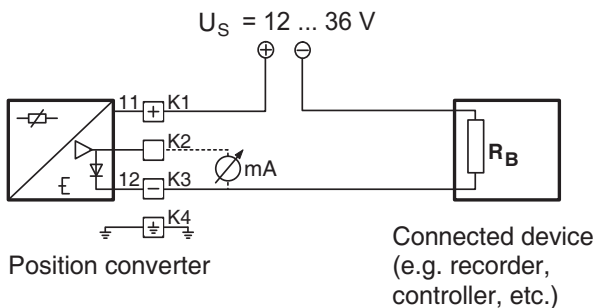 U_S = 12 ... 36 V
11 + K1
K2
mA
12 − K3
K4
R_B
Position converter
Connected device
(e.g. recorder,
controller, etc.)